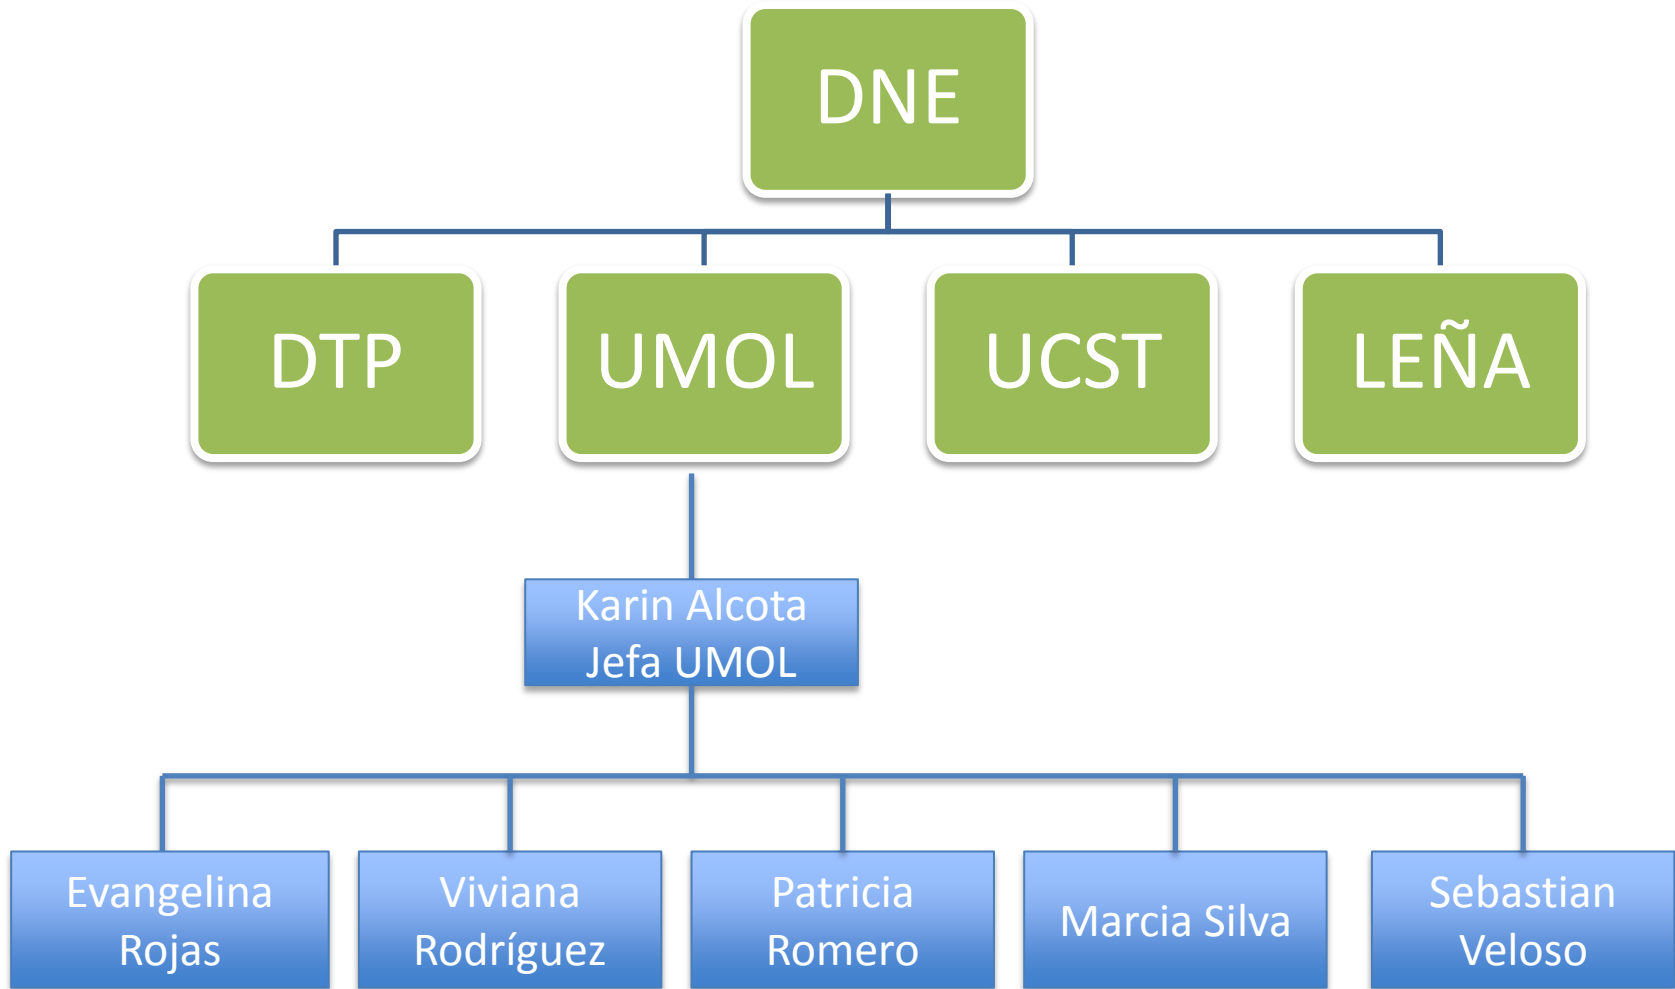 DNE
DTP
UMOL
UCST
LEÑA
Karin Alcota
Jefa UMOL
Evangelina
Rojas
Viviana
Rodríguez
Patricia
Romero
Marcia Silva
Sebastian
Veloso